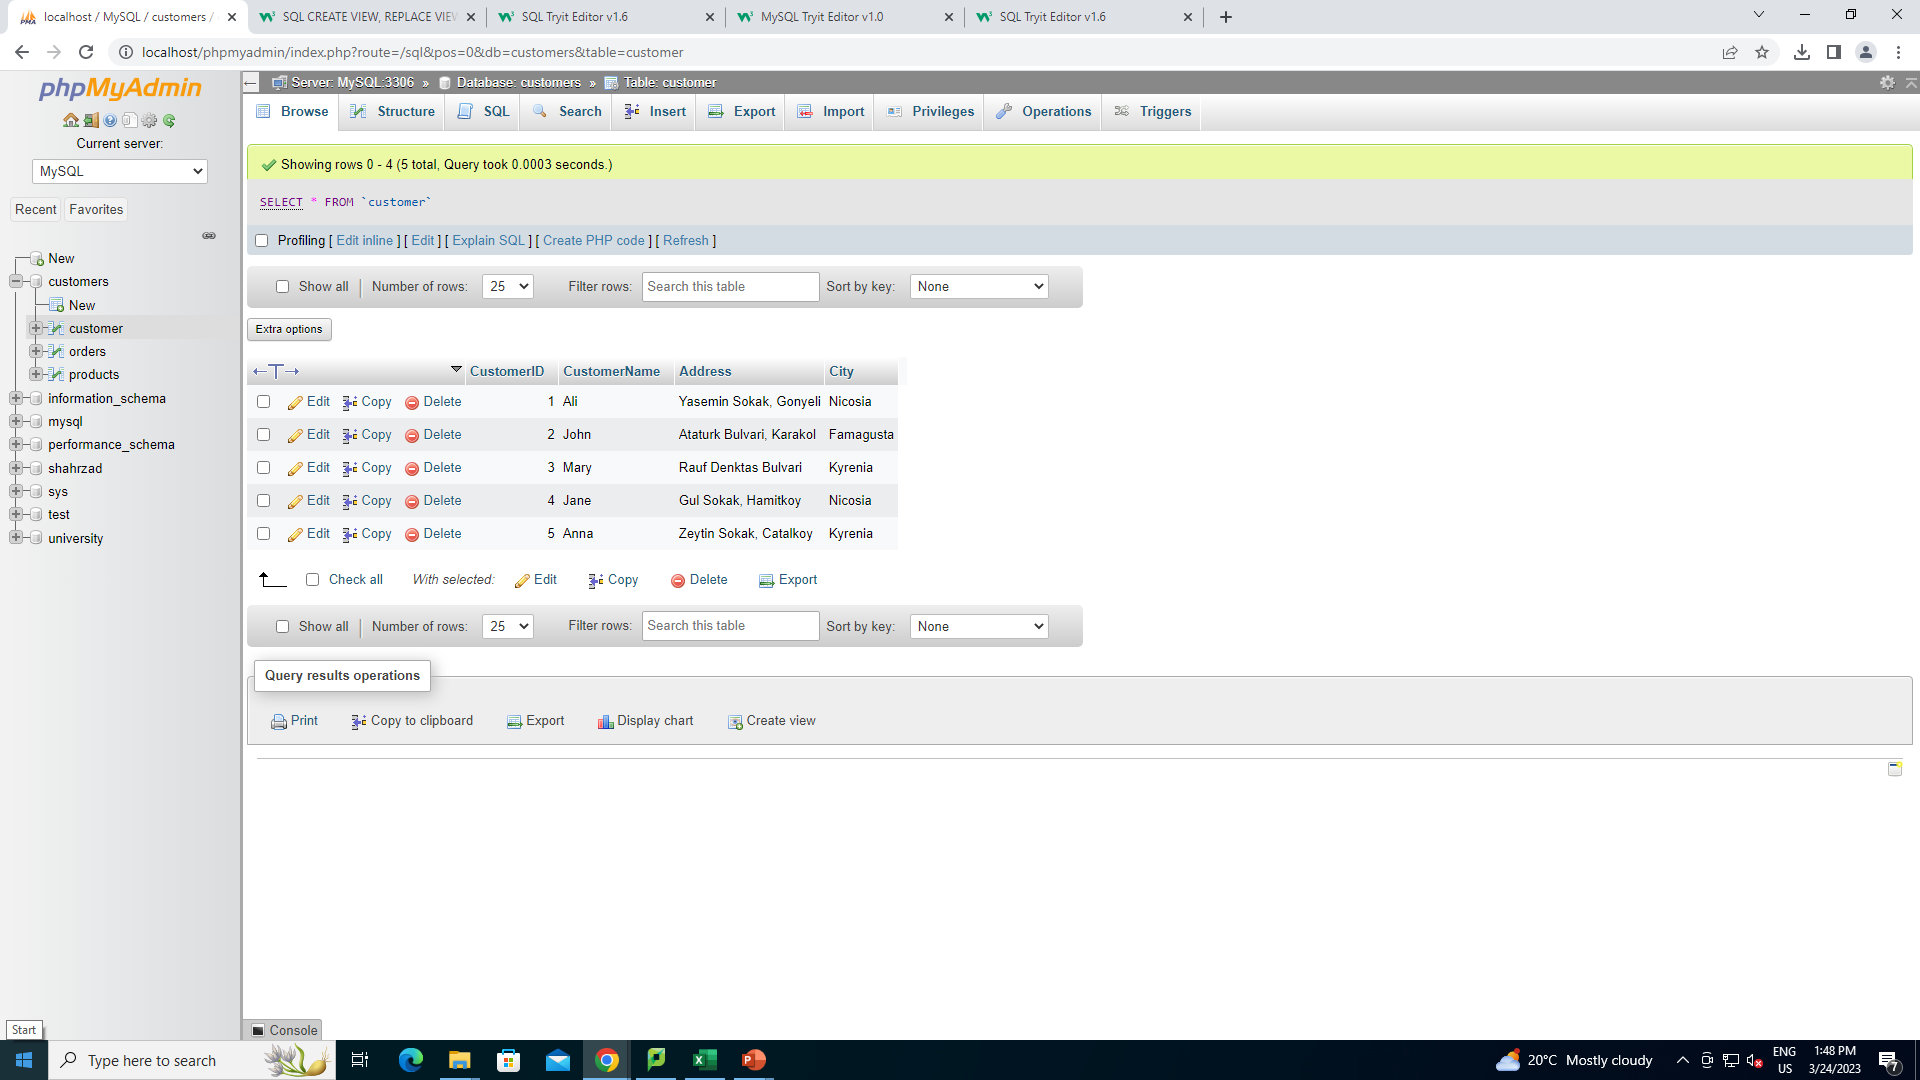 localhost / MySQL / customers /
SQL CREATE VIEW, REPLACE VIEW
SQL Tryit Editor v1.6
MySQL Tryit Editor v1.0
SQL Tryit Editor v1.6
localhost/phpmyadmin/index.php?route=/sql&pos=0&db=customers&table=customer
phpMyAdmin
Current server:
MySQL
Recent
Favorites
New
customers
New
customer
orders
products
information_schema
mysql
performance_schema
shahrzad
sys
test
university
Server: MySQL:3306 » Database: customers » Table: customer
Browse Structure SQL Search Insert Export Import Privileges Operations Triggers
Showing rows 0 - 4 (5 total, Query took 0.0003 seconds.)
SELECT * FROM `customer`
Profiling [ Edit inline ] [ Edit ] [ Explain SQL ] [ Create PHP code ] [ Refresh ]
Show all Number of rows: 25 Filter rows: Search this table Sort by key: None
Extra options
←T→ CustomerID CustomerName Address City
Edit Copy Delete 1 Ali Yasemin Sokak, Gonyeli Nicosia
Edit Copy Delete 2 John Ataturk Bulvari, Karakol Famagusta
Edit Copy Delete 3 Mary Rauf Denktas Bulvari Kyrenia
Edit Copy Delete 4 Jane Gul Sokak, Hamitkoy Nicosia
Edit Copy Delete 5 Anna Zeytin Sokak, Catalkoy Kyrenia
Check all With selected: Edit Copy Delete Export
Show all Number of rows: 25 Filter rows: Search this table Sort by key: None
Query results operations
Print Copy to clipboard Export Display chart Create view
Console
Start
Type here to search
20°C Mostly cloudy
ENG
US
1:48 PM
3/24/2023
7